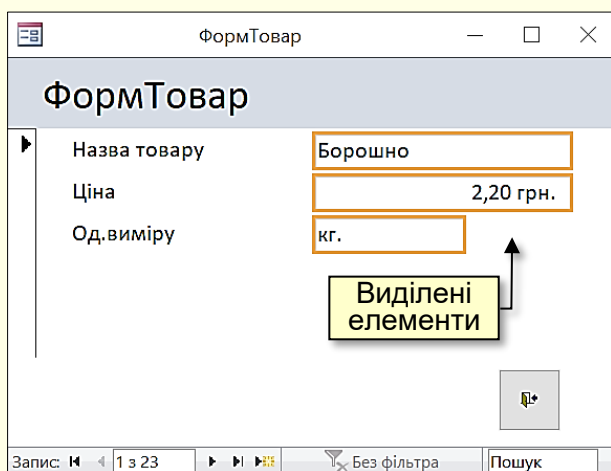 ФормТовар
ФормТовар
Назва товару Борошно
Ціна 2,20 грн.
Од.виміру кг.
Виділені
елементи
Запис: 1 з 23 Без фільтра Пошук